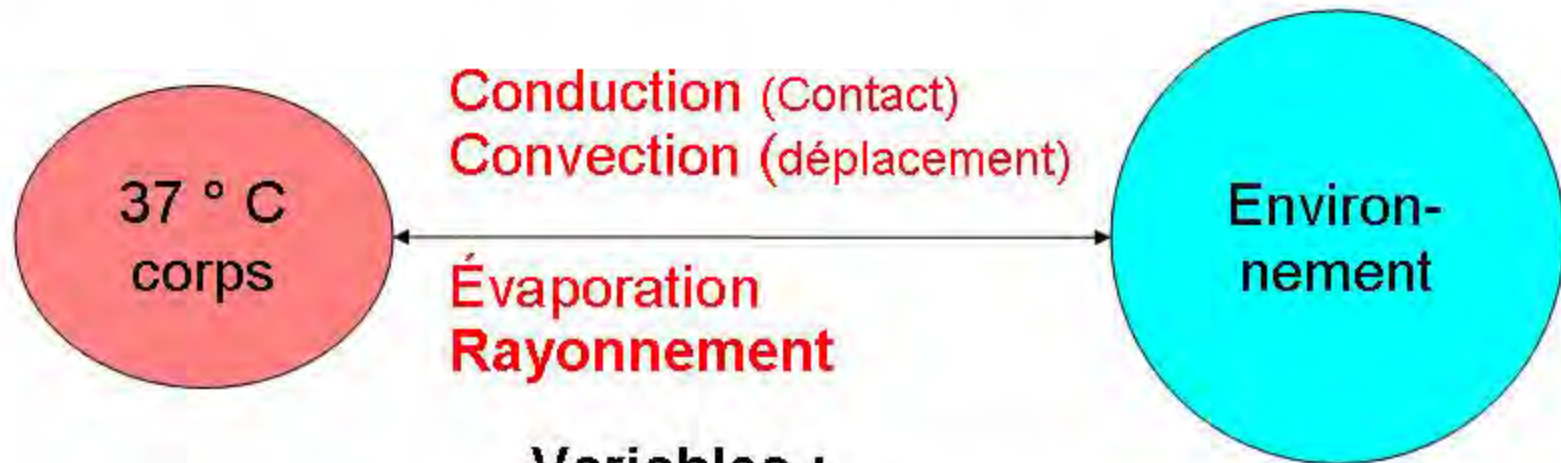 Conduction (Contact)
Convection (déplacement)
37 ° C
corps
Environ-
nement
Évaporation
Rayonnement
Variables :